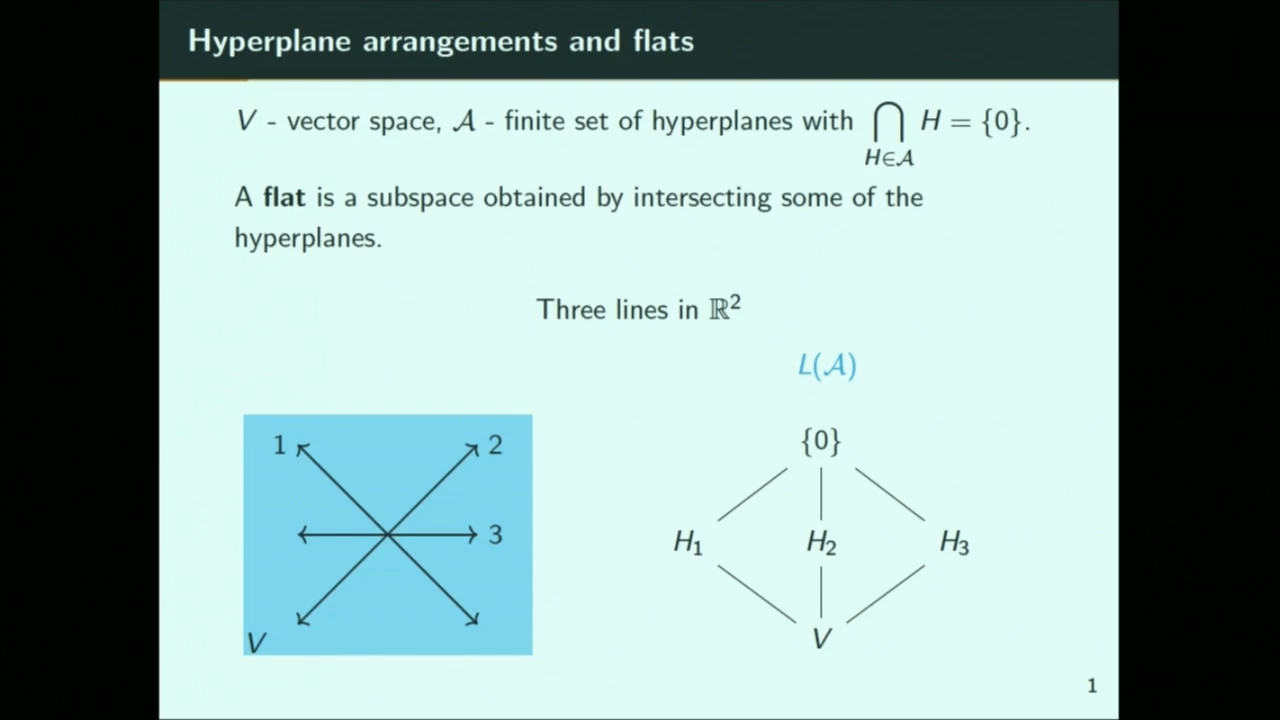 Hyperplane arrangements and flats
V - vector space, 𝒜 - finite set of hyperplanes with ⋂ H = {0}.
H∈𝒜
A flat is a subspace obtained by intersecting some of the
hyperplanes.
Three lines in ℝ²
L(𝒜)
1
2
3
V
{0}
H₁ H₂ H₃
V
1